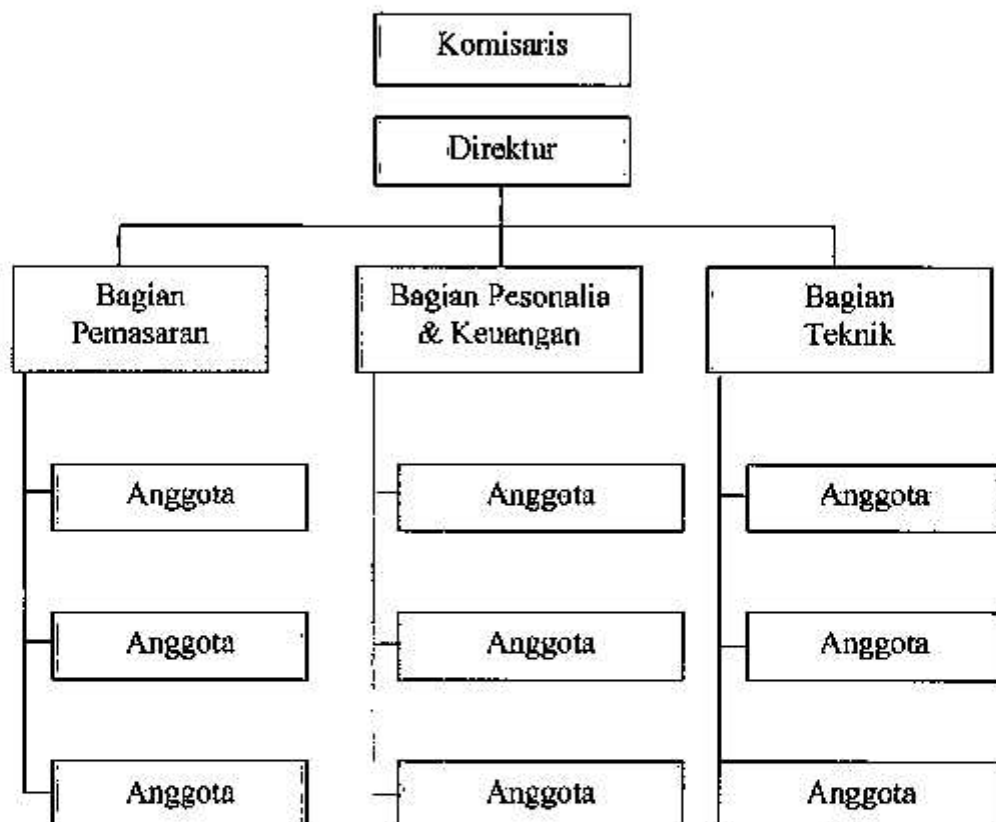 Komisaris
Direktur
Bagian
Pemasaran
Bagian Pesonalia
& Keuangan
Bagian
Teknik
Anggota
Anggota
Anggota
Anggota
Anggota
Anggota
Anggota
Anggota
Anggota